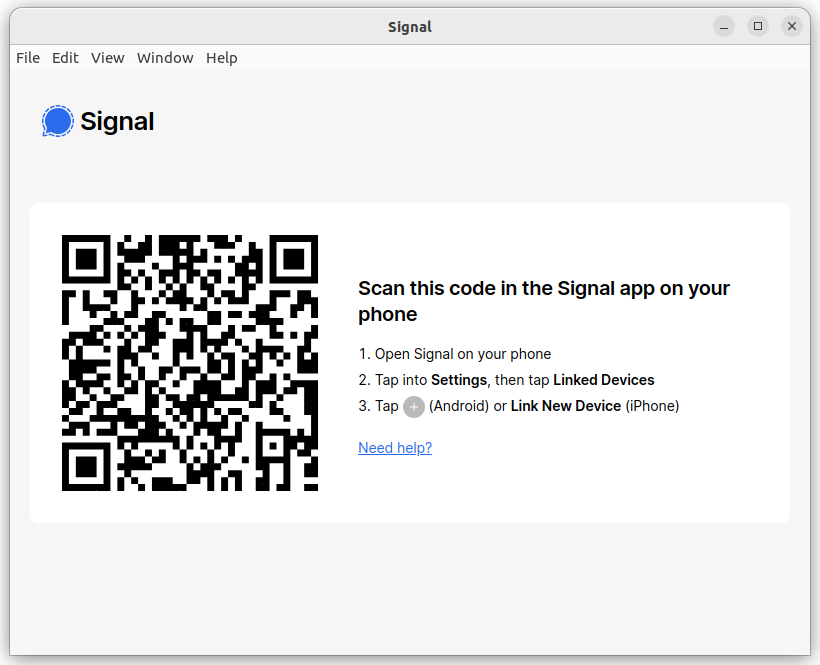 Signal
File Edit View Window Help
Signal
Scan this code in the Signal app on your
phone
1. Open Signal on your phone
2. Tap into Settings, then tap Linked Devices
3. Tap + (Android) or Link New Device (iPhone)
Need help?